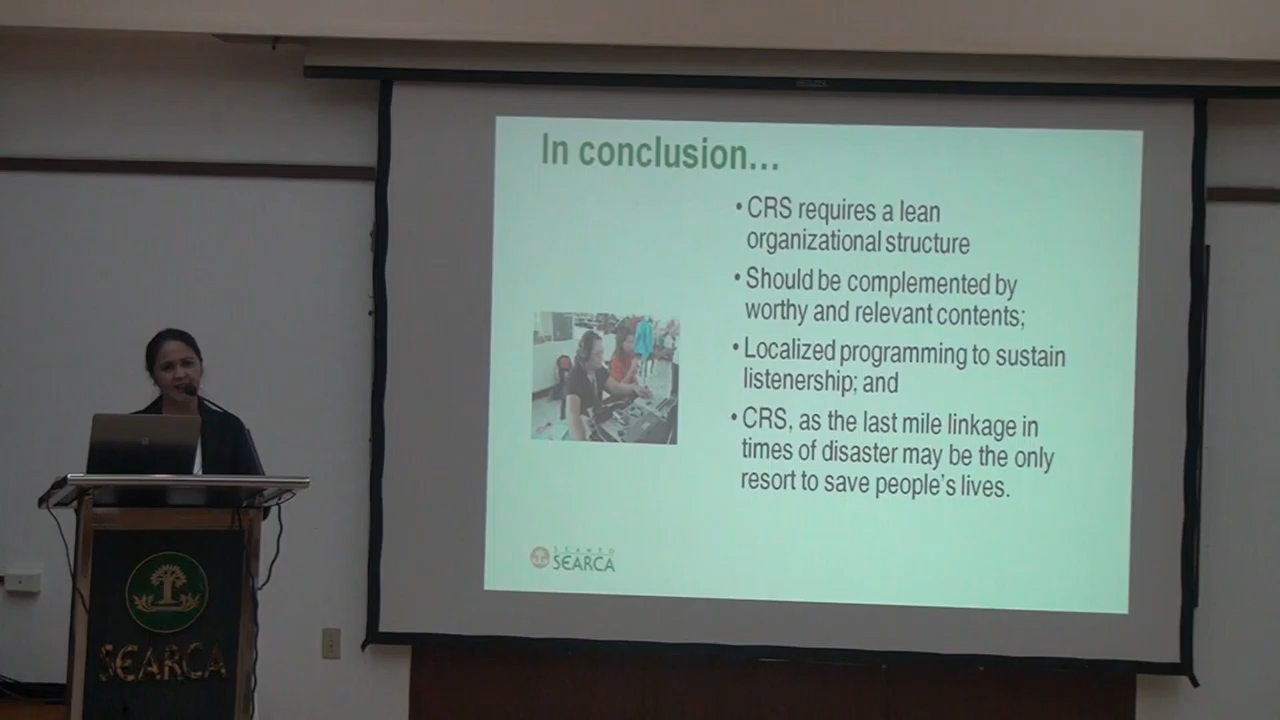 In conclusion...
• CRS requires a lean
organizational structure
• Should be complemented by
worthy and relevant contents;
• Localized programming to sustain
listenership; and
• CRS, as the last mile linkage in
times of disaster may be the only
resort to save people's lives.
SEAMEO
SEARCA
SEARCA